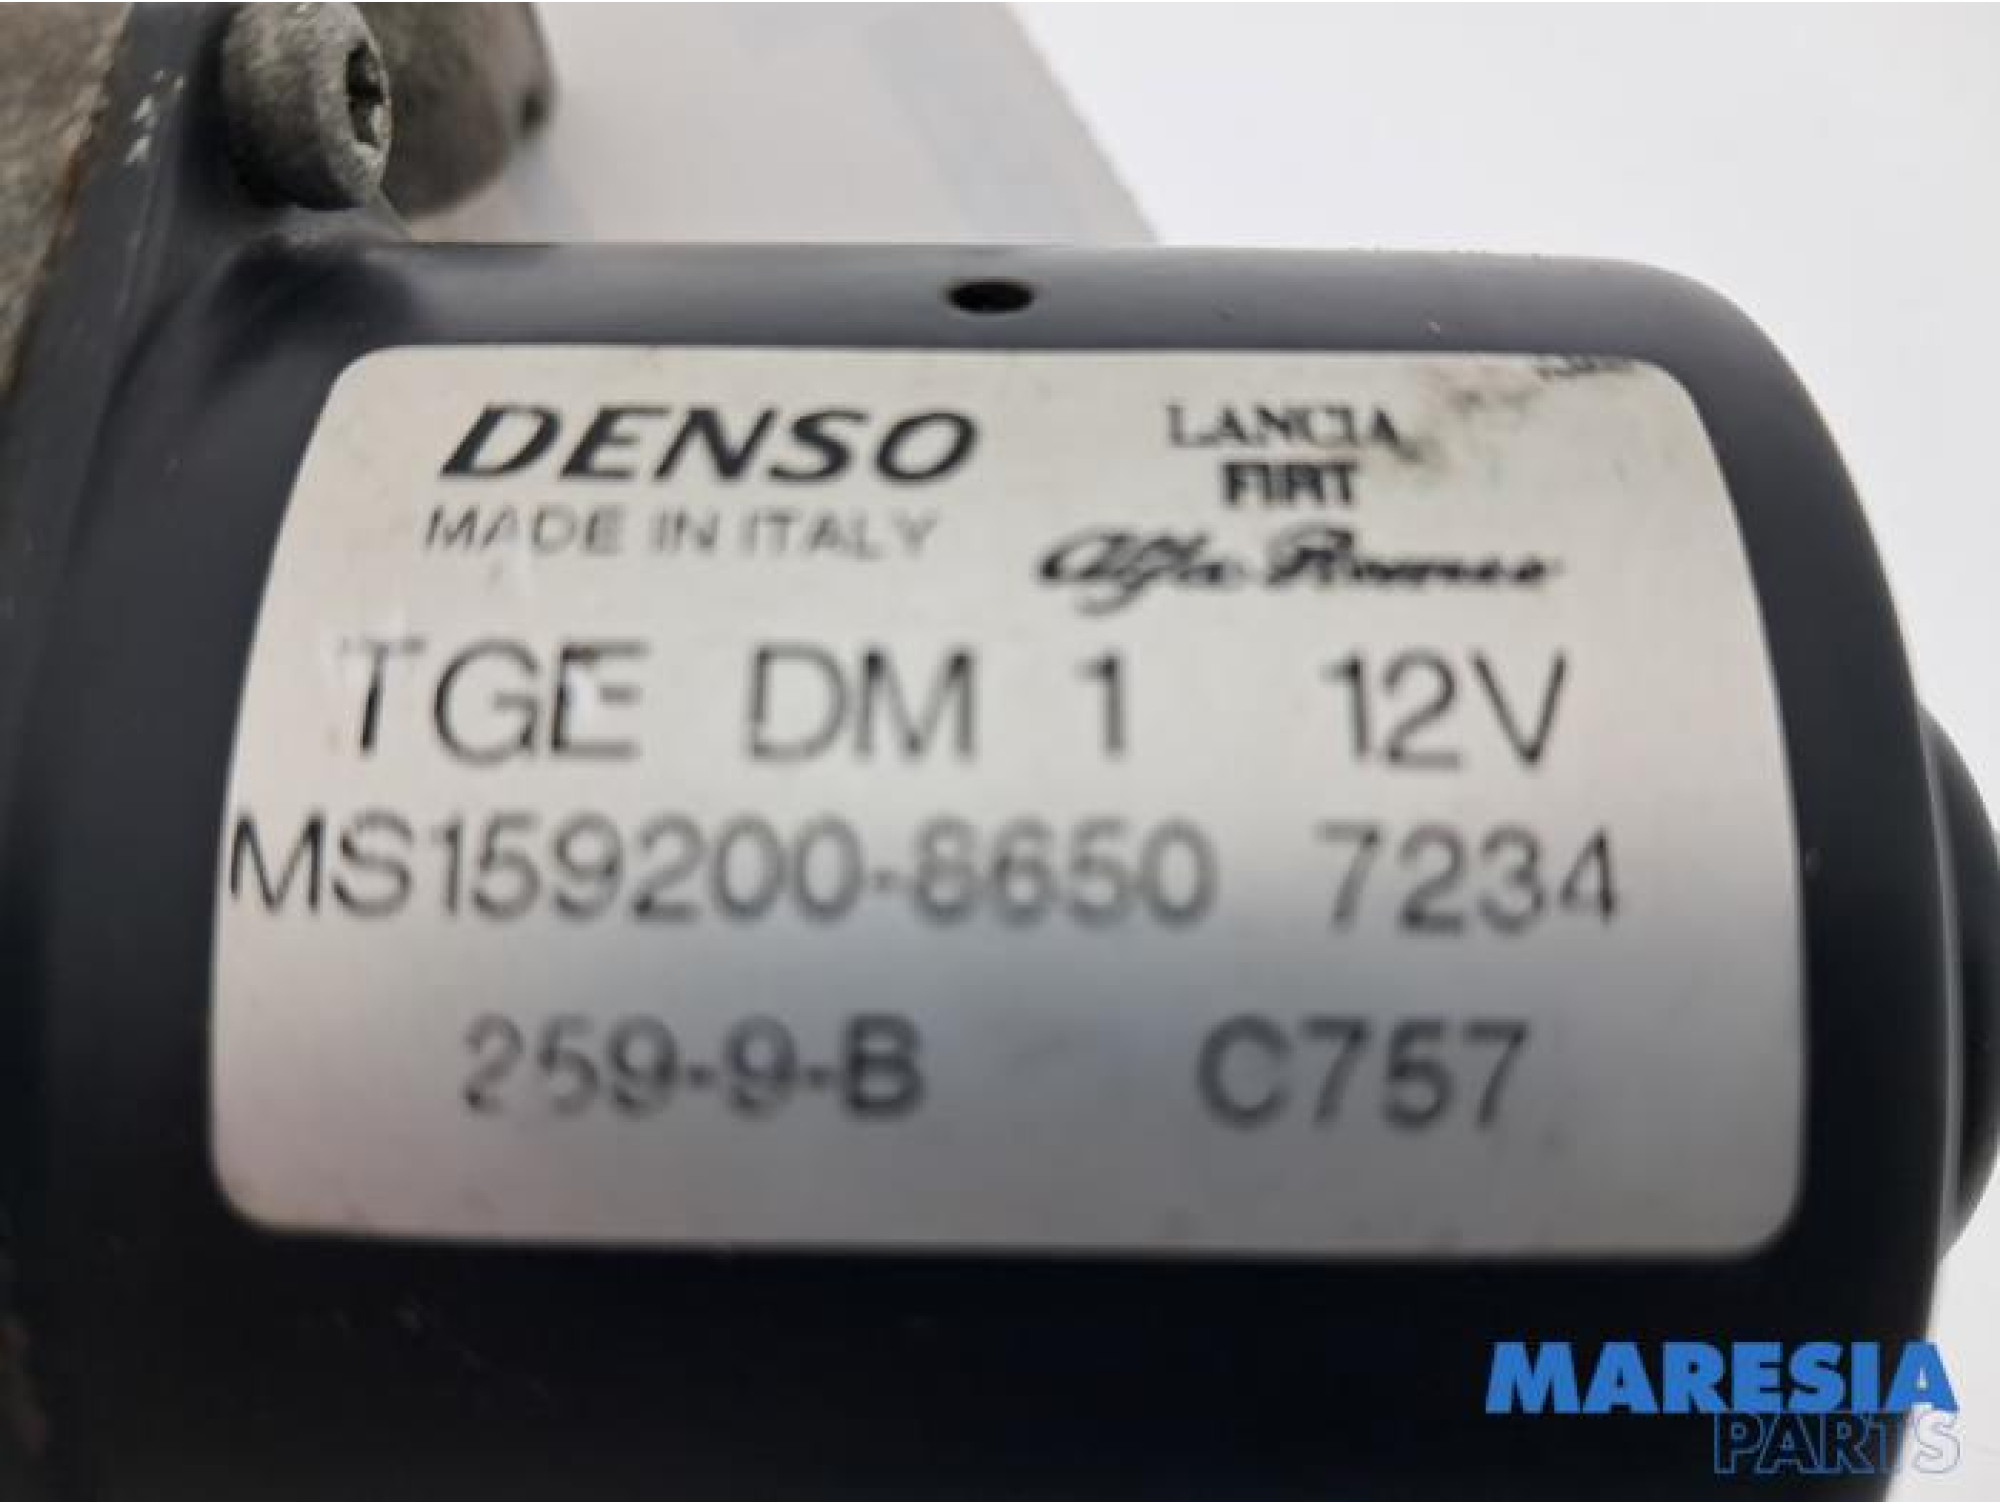 DENSO
MADE IN ITALY
LANCIA
FIAT
Alfa Romeo
TGE DM 1 12V
MS159200-8650 7234
259-9-B C757
MARESIA
PARTS